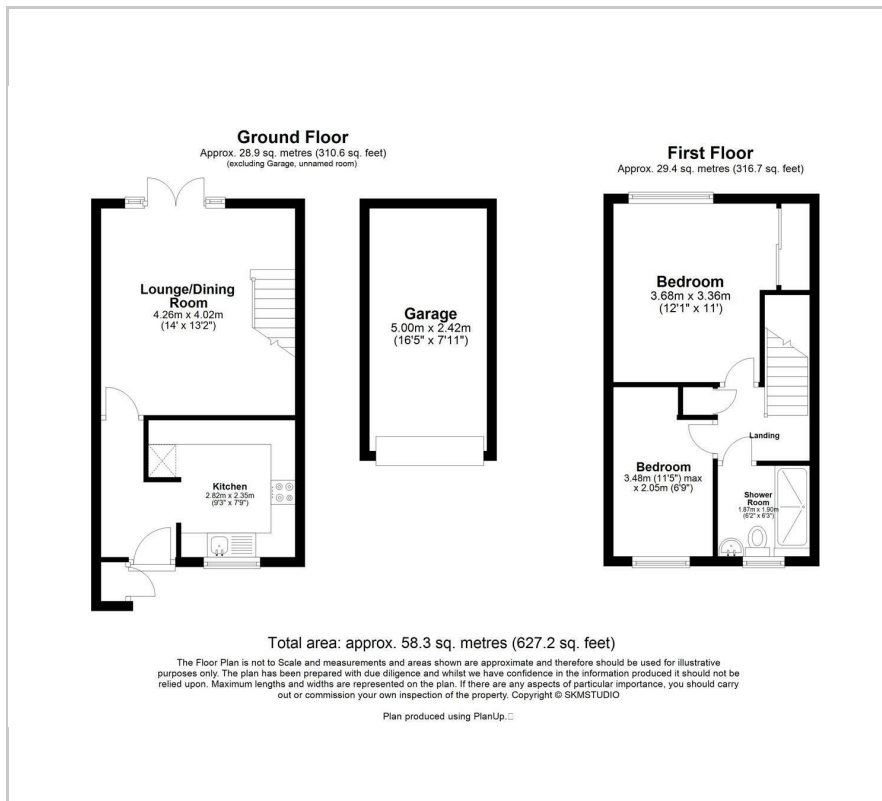 Ground Floor
Approx. 28.9 sq. metres (310.6 sq. feet)
(excluding Garage, unnamed room)
Lounge/Dining
Room
4.26m x 4.02m
(14' x 13'2")
Kitchen
2.82m x 2.35m
(9'3" x 7'9")
Garage
5.00m x 2.42m
(16'5" x 7'11")
First Floor
Approx. 29.4 sq. metres (316.7 sq. feet)
Bedroom
3.68m x 3.36m
(12'1" x 11')
Landing
Bedroom
3.48m (11'5") max
x 2.05m (6'9")
Shower
Room
1.87m x 1.90m
(6'2" x 6'3")
Total area: approx. 58.3 sq. metres (627.2 sq. feet)
The Floor Plan is not to Scale and measurements and areas shown are approximate and therefore should be used for illustrative
purposes only. The plan has been prepared with due diligence and whilst we have confidence in the information produced it should not be
relied upon. Maximum lengths and widths are represented on the plan. If there are any aspects of particular importance, you should carry
out or commission your own inspection of the property. Copyright © SKMSTUDIO
Plan produced using PlanUp.